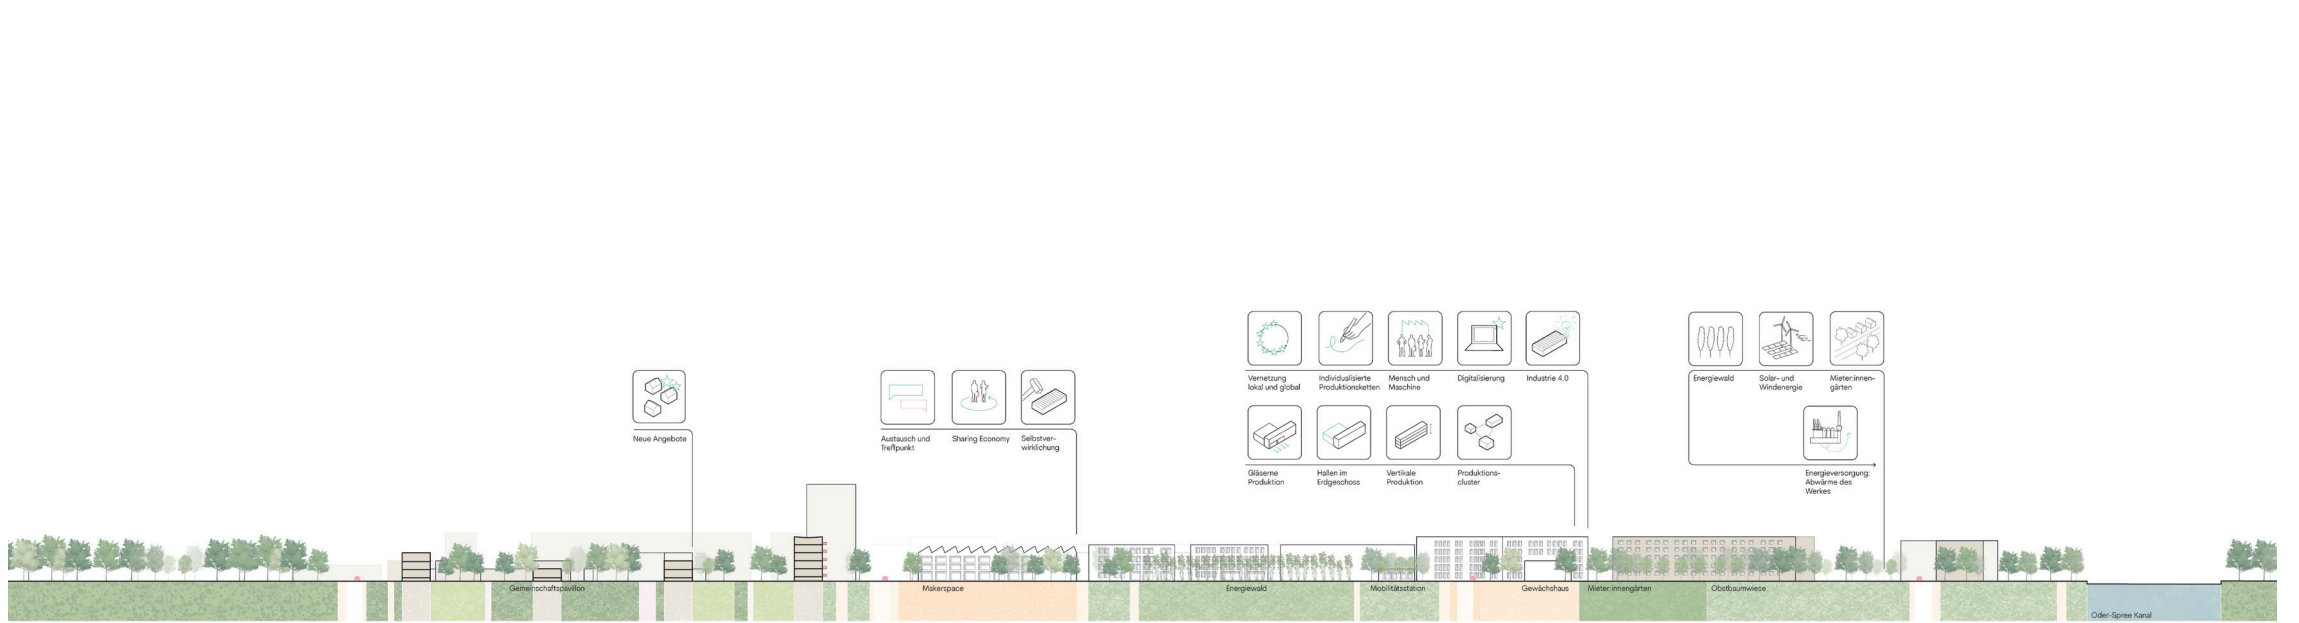 Vernetzung
lokal und global
Individualisierte
Produktionsketten
Mensch und
Maschine
Digitalisierung
Industrie 4.0
Energiewald
Solar- und
Windenergie
Mieter:innen-
gärten
Neue Angebote
Austausch und
Treffpunkt
Sharing Economy
Selbstver-
wirklichung
Gläserne
Produktion
Hallen im
Erdgeschoss
Vertikale
Produktion
Produktions-
cluster
Energieversorgung:
Abwärme des
Werkes
Gemeinschaftspavillon
Makerspace
Energiewald
Mobilitätsstation
Gewächshaus
Mieter:innengärten
Obstbaumwiese
Oder-Spree Kanal